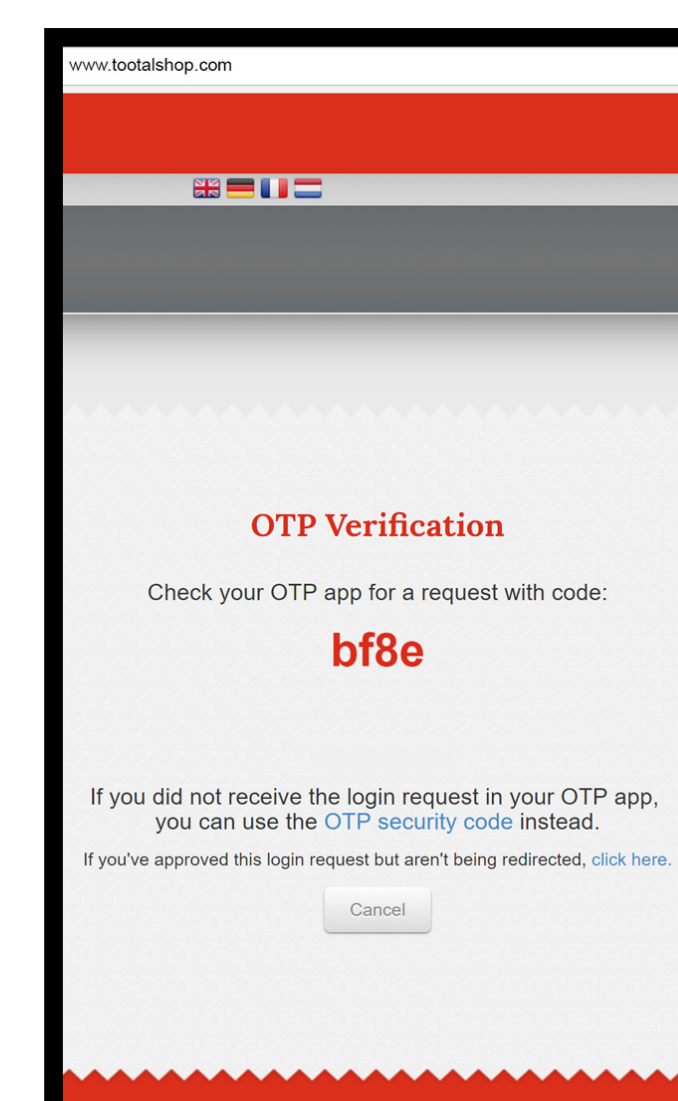 www.tootalshop.com
OTP Verification
Check your OTP app for a request with code:
bf8e
If you did not receive the login request in your OTP app,
you can use the OTP security code instead.
If you've approved this login request but aren't being redirected, click here.
Cancel